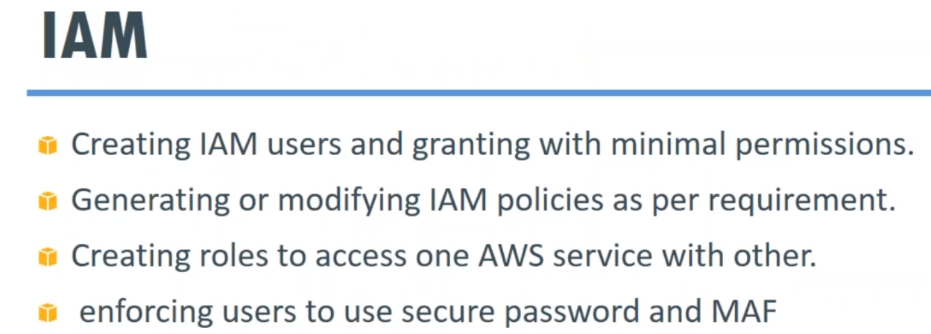 IAM
Creating IAM users and granting with minimal permissions.
Generating or modifying IAM policies as per requirement.
Creating roles to access one AWS service with other.
enforcing users to use secure password and MAF